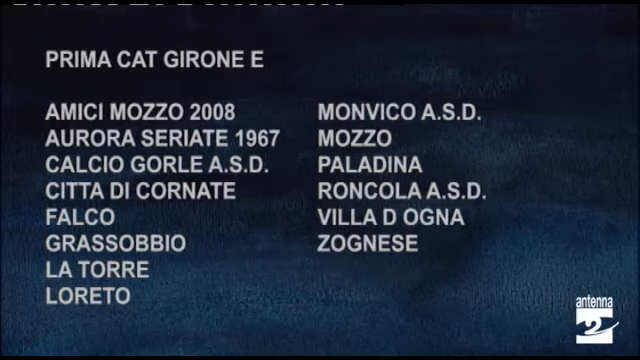 PRIMA CAT GIRONE E
AMICI MOZZO 2008
AURORA SERIATE 1967
CALCIO GORLE A.S.D.
CITTA DI CORNATE
FALCO
GRASSOBBIO
LA TORRE
LORETO
MONVICO A.S.D.
MOZZO
PALADINA
RONCOLA A.S.D.
VILLA D OGNA
ZOGNESE
antenna
2